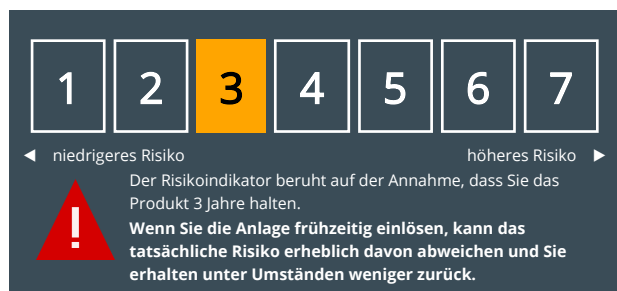 1 2 3 4 5 6 7
niedrigeres Risiko höheres Risiko
Der Risikoindikator beruht auf der Annahme, dass Sie das
Produkt 3 Jahre halten.
Wenn Sie die Anlage frühzeitig einlösen, kann das
tatsächliche Risiko erheblich davon abweichen und Sie
erhalten unter Umständen weniger zurück.